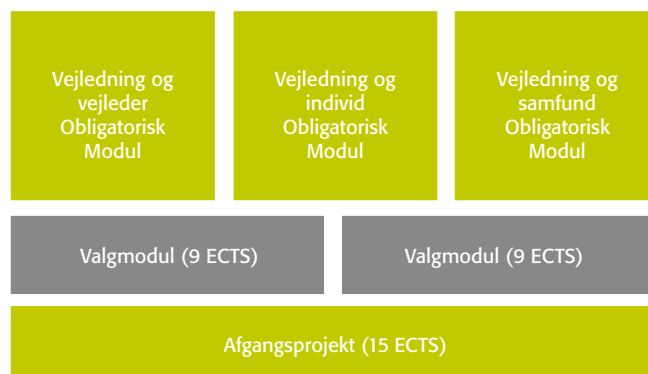 Vejledning og
vejleder
Obligatorisk
Modul
Vejledning og
individ
Obligatorisk
Modul
Vejledning og
samfund
Obligatorisk
Modul
Valgmodul (9 ECTS)
Valgmodul (9 ECTS)
Afgangsprojekt (15 ECTS)